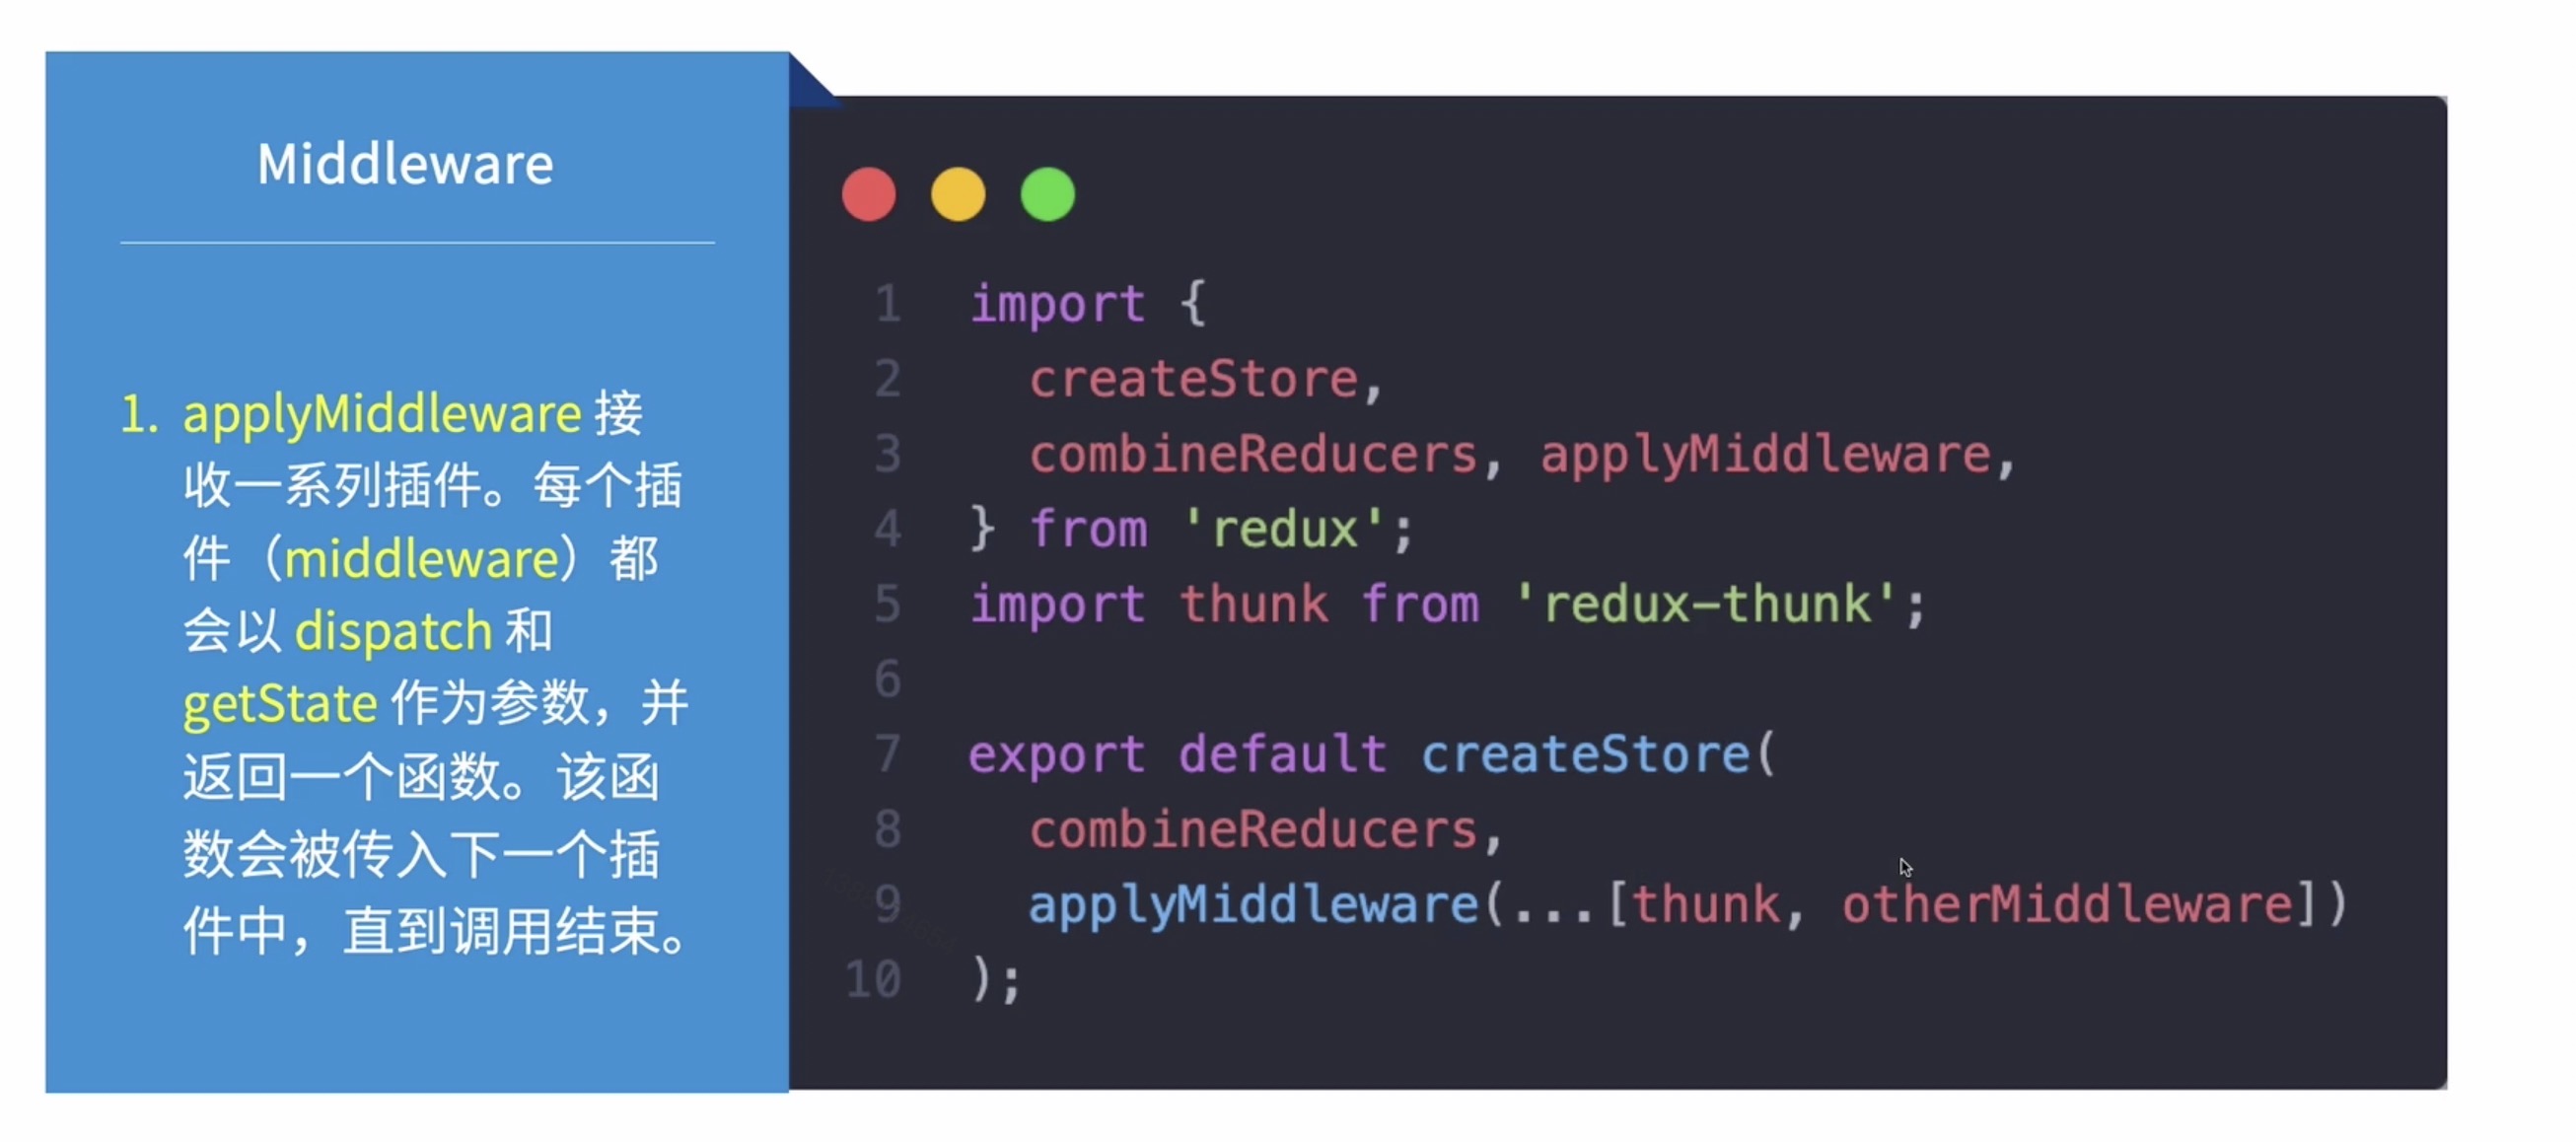 Middleware
1. applyMiddleware 接
收一系列插件。每个插
件（middleware）都
会以 dispatch 和
getState 作为参数，并
返回一个函数。该函
数会被传入下一个插
件中，直到调用结束。
1 import {
2   createStore,
3   combineReducers, applyMiddleware,
4 } from 'redux';
5 import thunk from 'redux-thunk';
6
7 export default createStore(
8   combineReducers,
9   applyMiddleware(...[thunk, otherMiddleware])
10 );